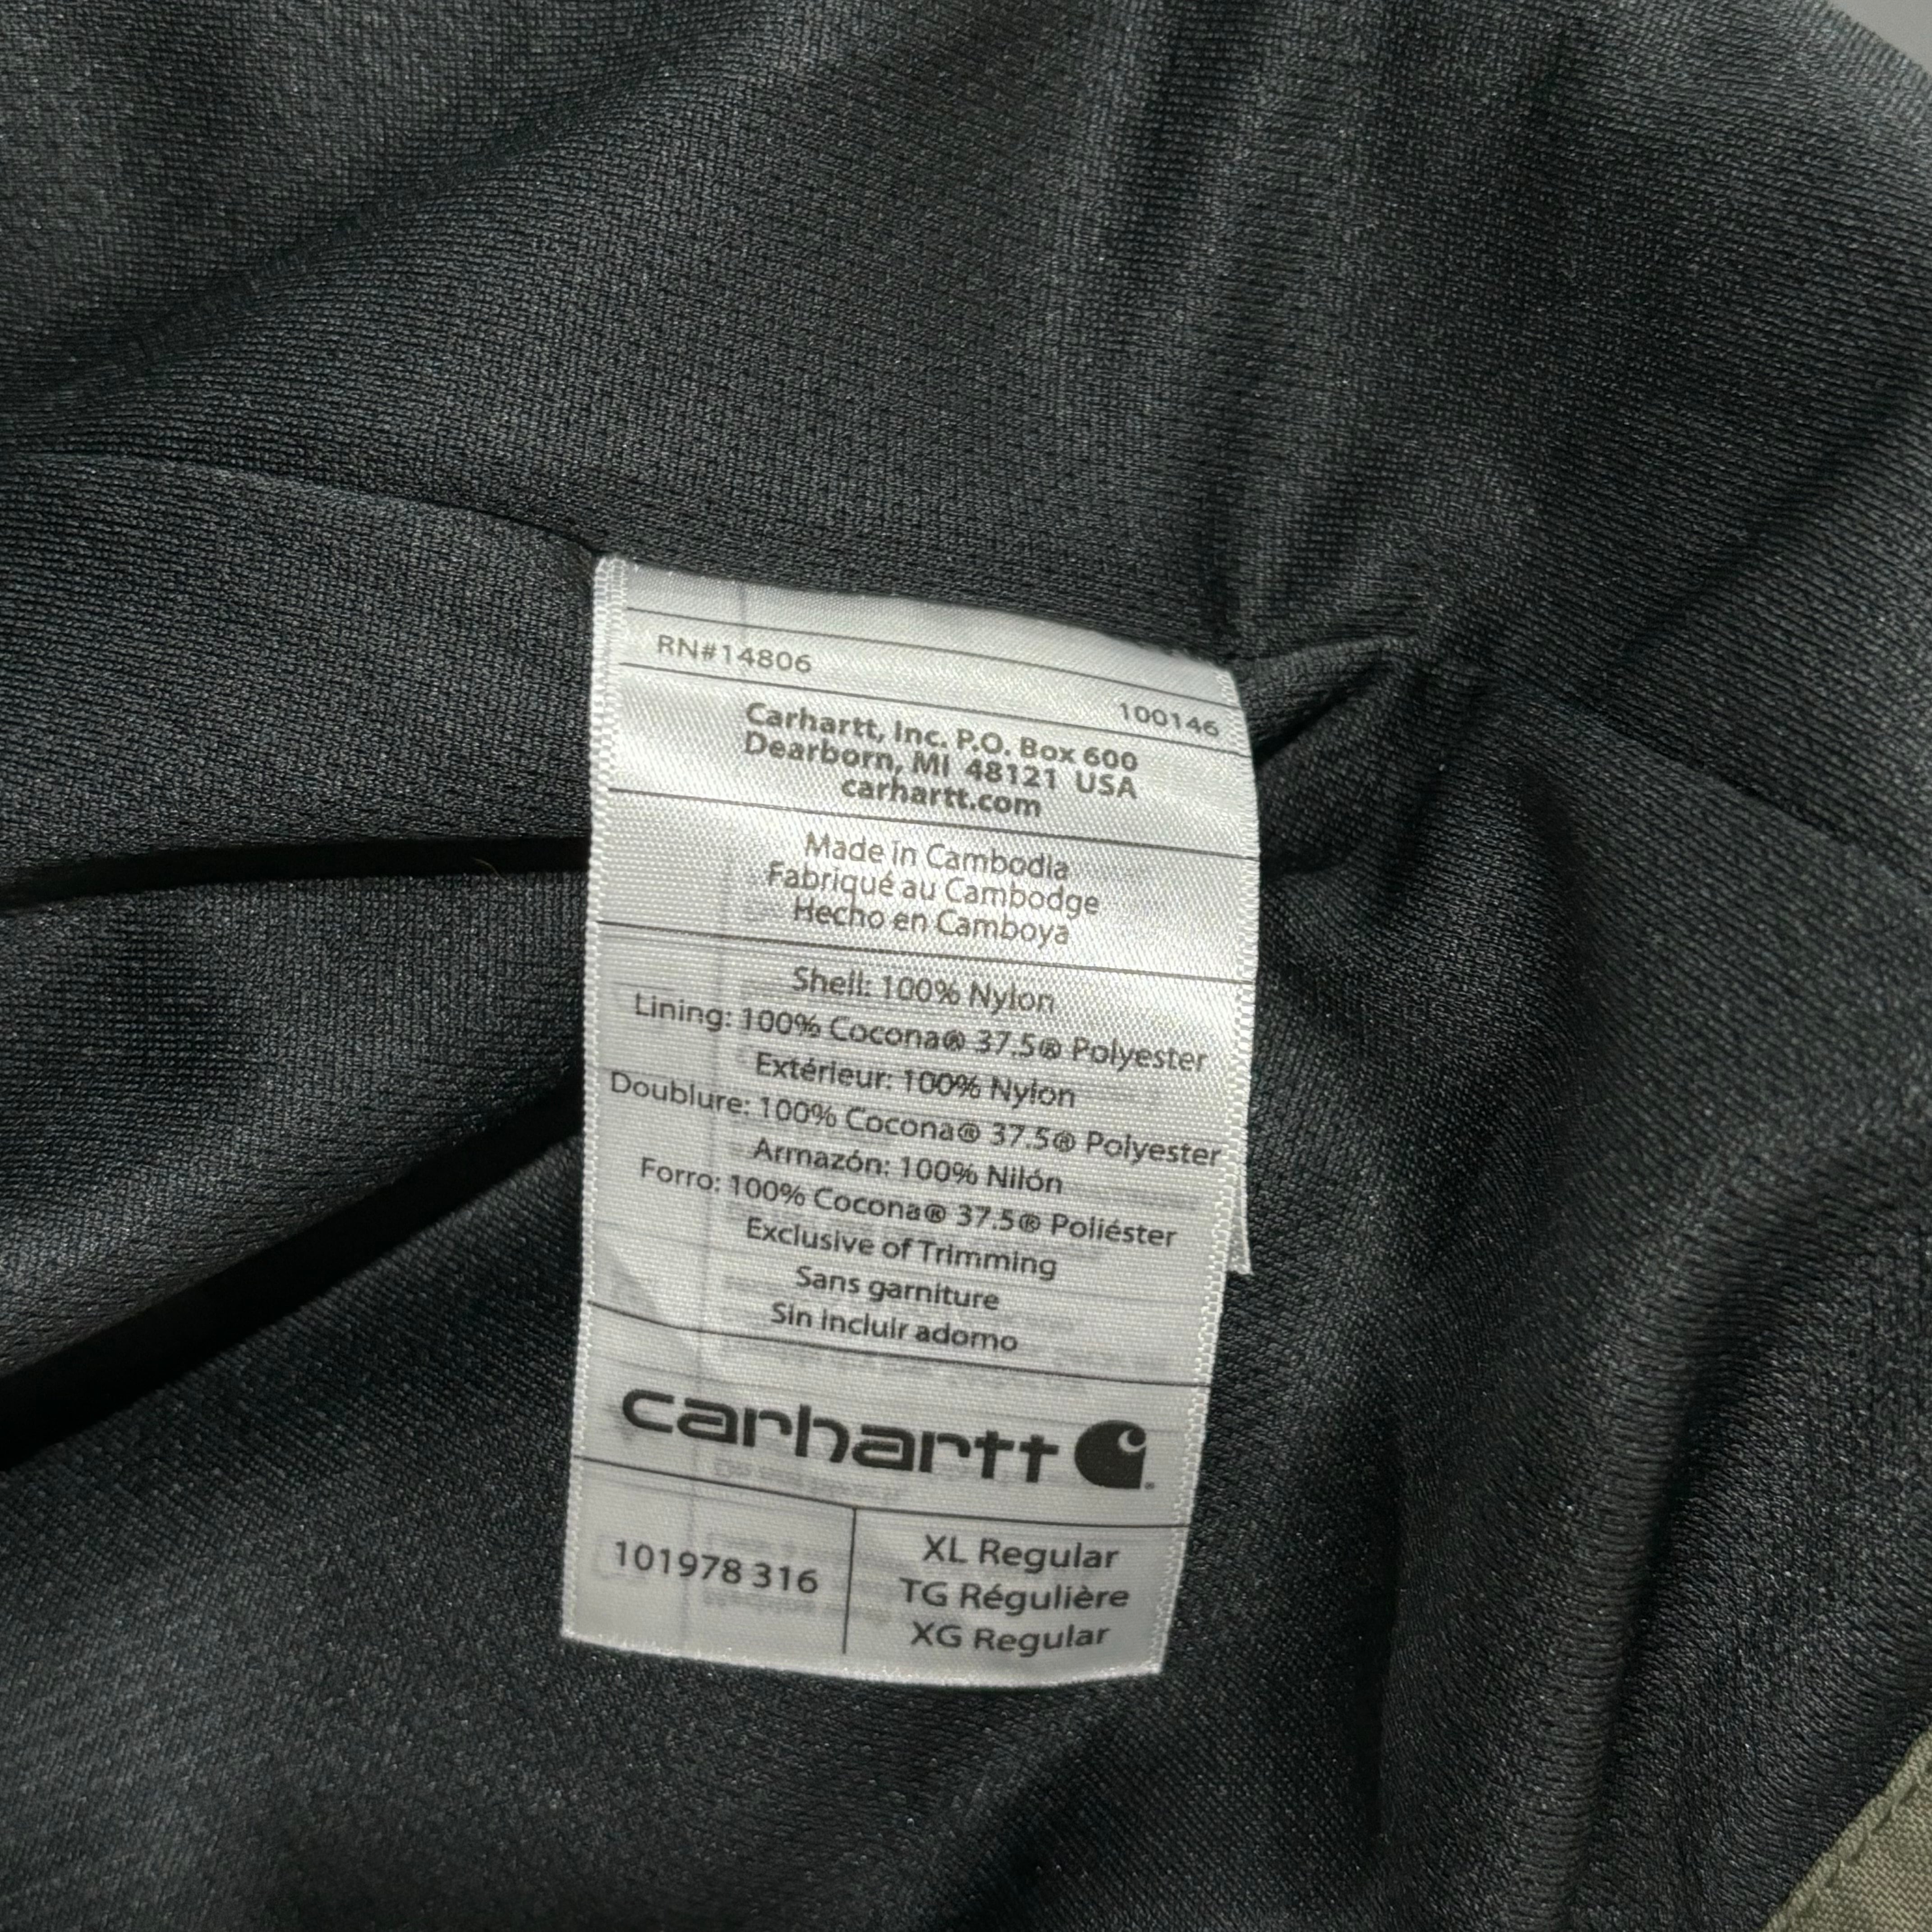 RN#14806
100146
Carhartt, Inc. P.O. Box 600
Dearborn, MI 48121 USA
carhartt.com
Made in Cambodia
Fabriqué au Cambodge
Hecho en Camboya
Shell: 100% Nylon
Lining: 100% Cocona® 37.5® Polyester
Extérieur: 100% Nylon
Doublure: 100% Cocona® 37.5® Polyester
Armazón: 100% Nilón
Forro: 100% Cocona® 37.5® Poliéster
Exclusive of Trimming
Sans garniture
Sin incluir adorno
carhartt
101978 316
XL Regular
TG Régulière
XG Regular